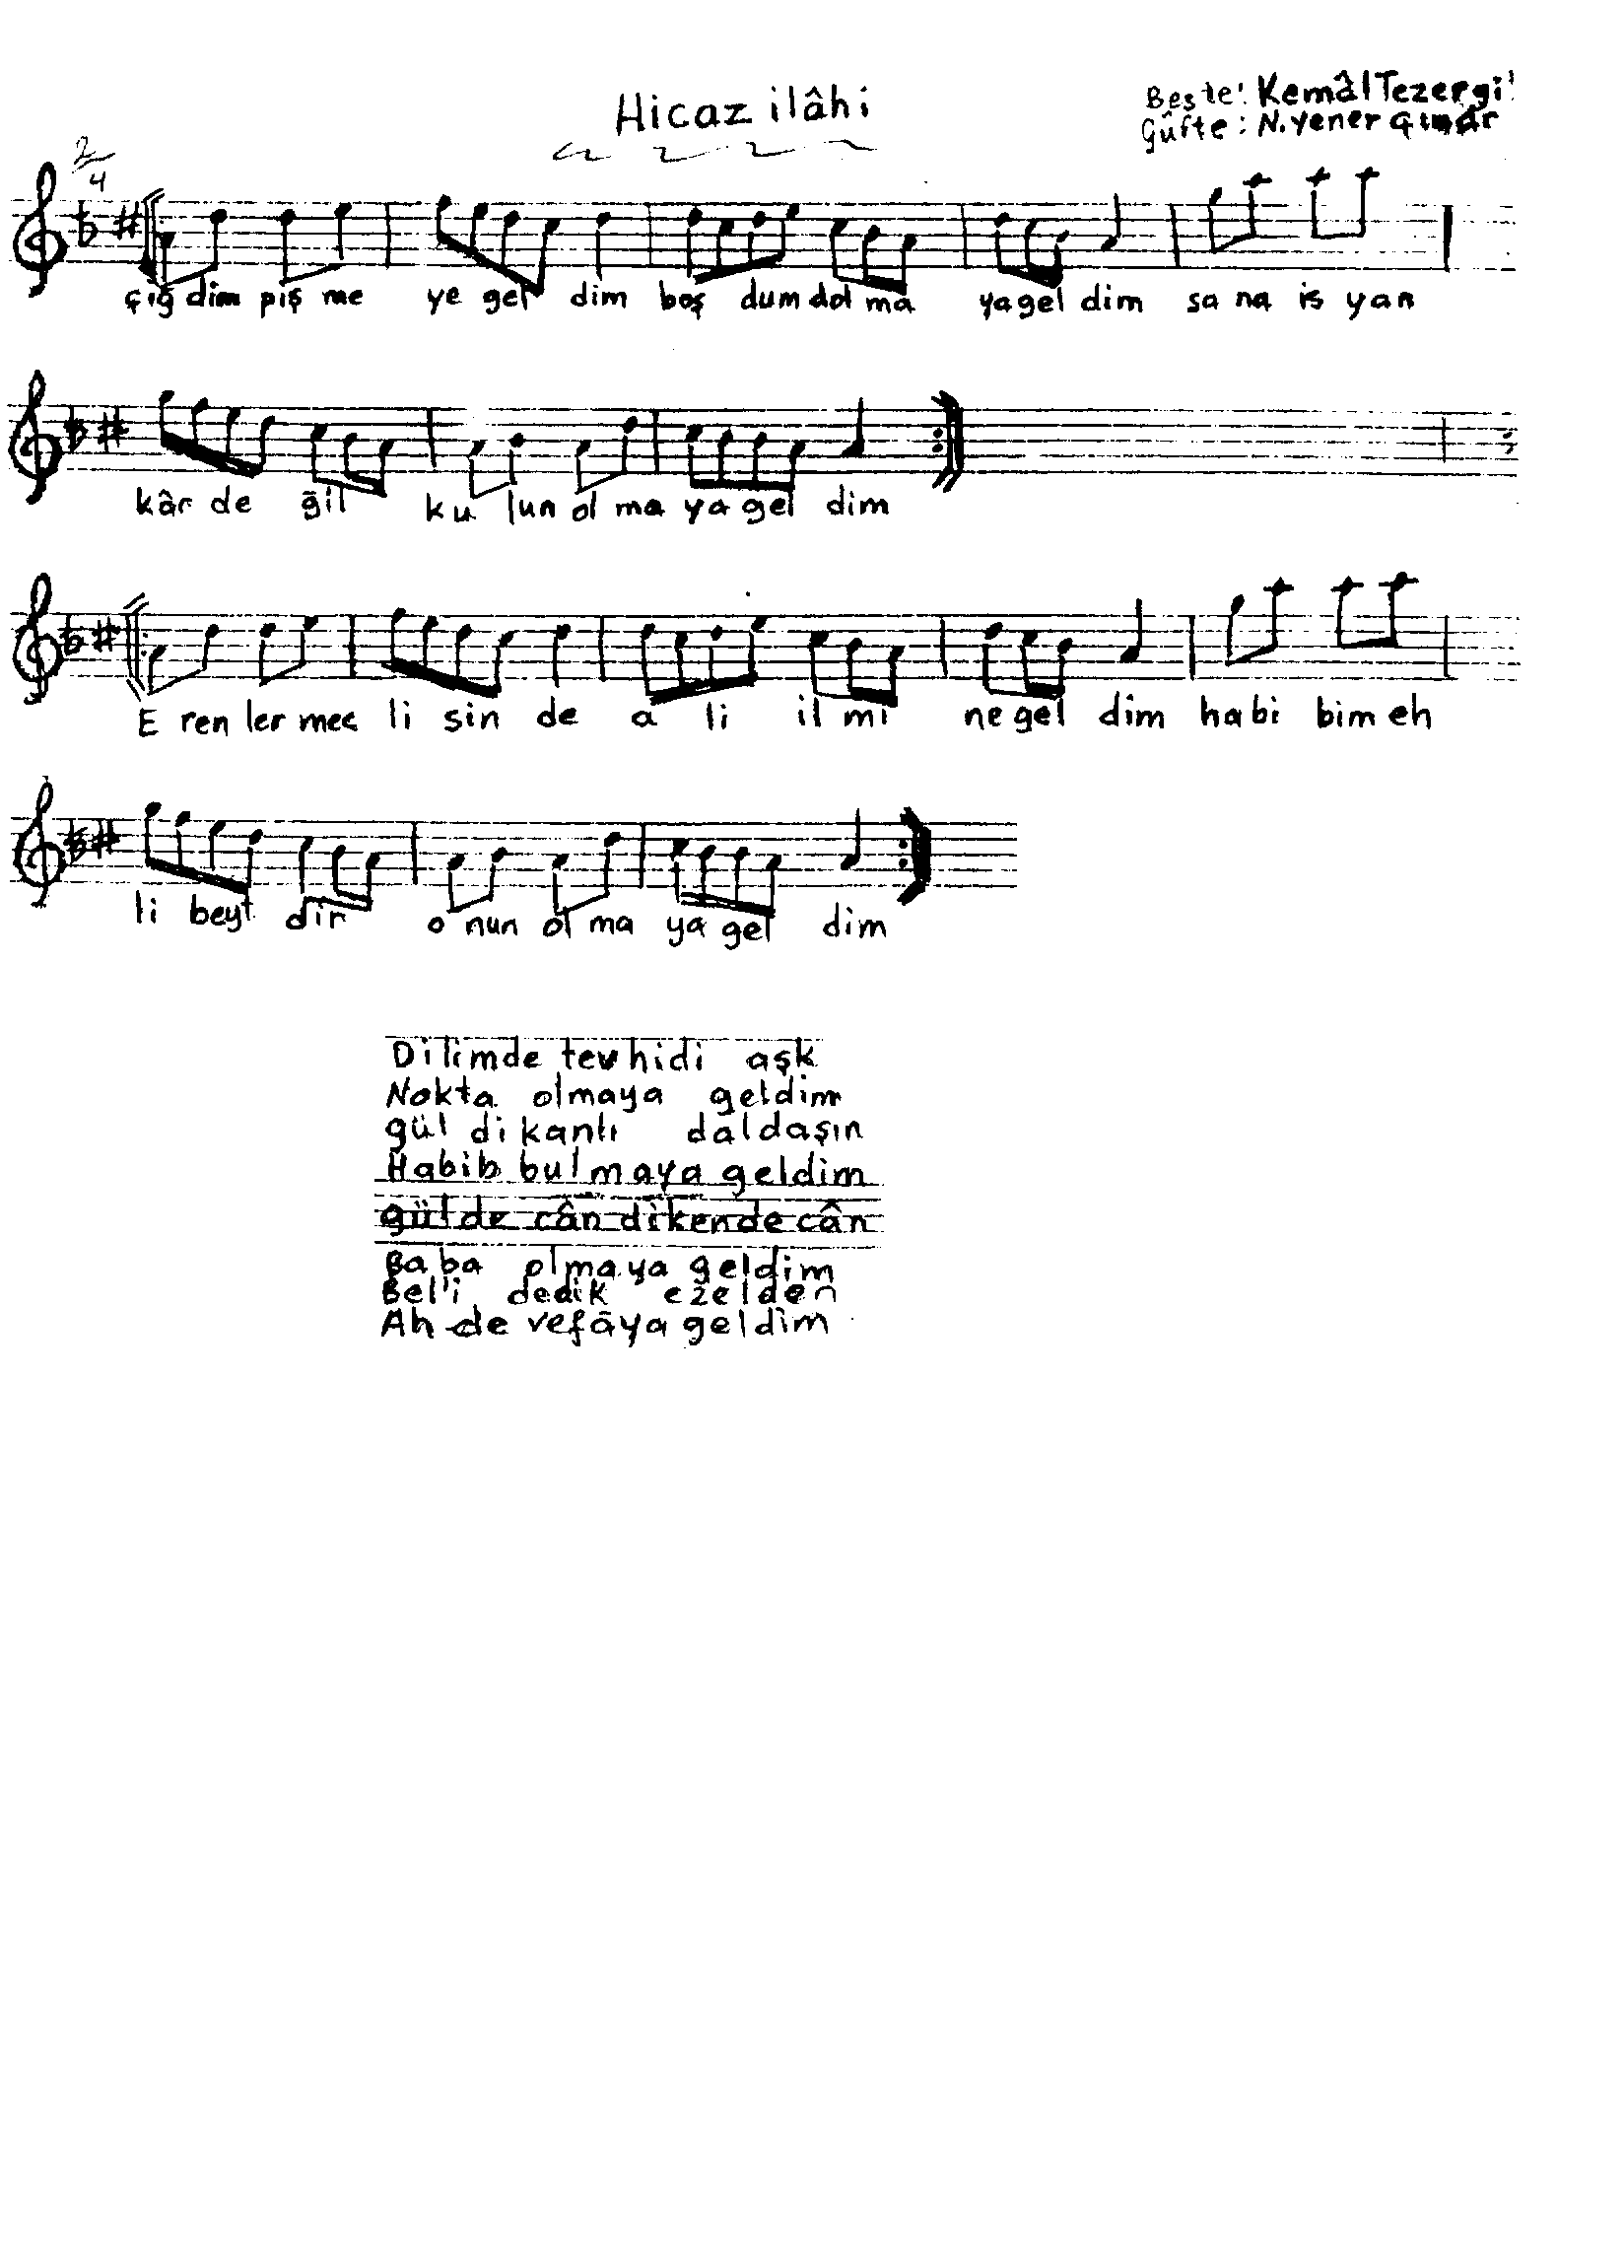 Hicaz ilâhi
Beste: Kemâl Tezergil
Güfte: N. Yener
2/4
çiğ dim piş me ye gel dim boş dum dol ma ya gel dim sa na is yan
kâr de ğil ku lun ol ma ya gel dim
E ren ler mec li sin de a li il mi ne gel dim ha bi bim eh
li beyt dir o nun ol ma ya gel dim
Dilimde tevhidi aşk
Nokta olmaya geldim
gül dikanlı daldaşın
Habib bulmaya geldim
gülde cân dikende cân
Baba olmaya geldim
Bel'i dedik ezelden
Ah de vefâya geldim